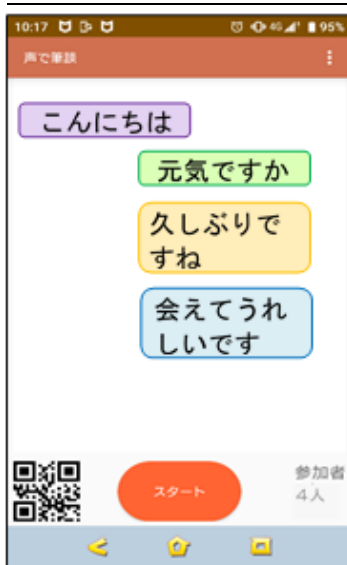 10:17 4G 95%
声で筆談
こんにちは
元気ですか
久しぶりで
すね
会えてうれ
しいです
スタート
参加者
4人